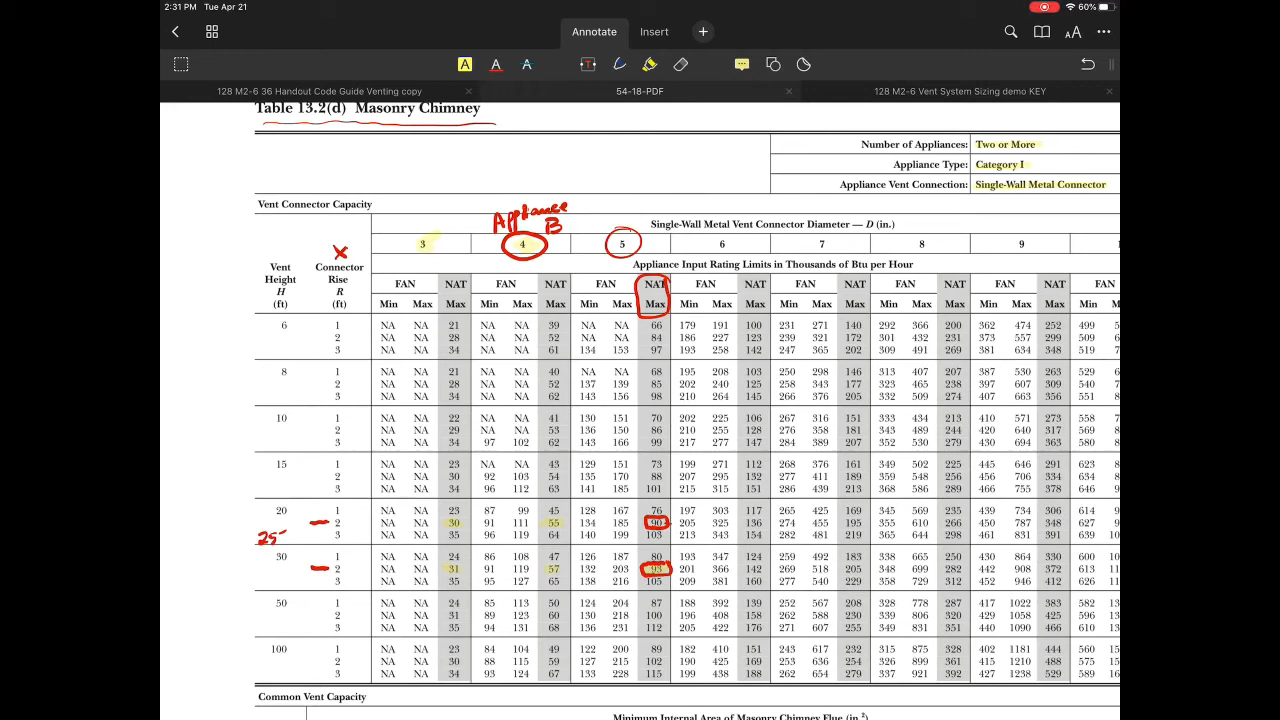 2:31 PM Tue Apr 21
60%
Annotate Insert
128 M2-6 36 Handout Code Guide Venting copy
54-18-PDF
128 M2-6 Vent System Sizing demo KEY
Table 13.2(d) Masonry Chimney
Number of Appliances: Two or More
Appliance Type: Category I
Appliance Vent Connection: Single-Wall Metal Connector
Vent Connector Capacity
Appliance B
Single-Wall Metal Vent Connector Diameter — D (in.)
3 4 5 6 7 8 9 1
Vent Height H (ft)
X Connector Rise R (ft)
Appliance Input Rating Limits in Thousands of Btu per Hour
FAN NAT FAN NAT FAN NAT FAN NAT FAN NAT FAN NAT FAN NAT
Min Max Max Min Max Max Min Max Max Min Max Max Min Max Max Min Max Max Min Max Max Min
6 1 NA NA 21 NA NA 39 NA NA 66 179 191 100 231 271 140 292 366 200 362 474 252 499 5
2 NA NA 28 NA NA 52 NA NA 84 186 227 123 239 321 172 301 432 231 373 557 299 509 6
3 NA NA 34 NA NA 61 134 153 97 193 258 142 247 365 202 309 491 269 381 634 348 519 7
8 1 NA NA 21 NA NA 40 NA NA 68 195 208 103 250 298 146 313 407 207 387 530 263 529 6
2 NA NA 28 NA NA 52 137 139 85 202 240 125 258 343 177 323 465 238 397 607 309 540 7
3 NA NA 34 NA NA 62 143 156 98 210 264 145 266 376 205 332 509 274 407 663 356 551 8
10 1 NA NA 22 NA NA 41 130 151 70 202 225 106 267 316 151 333 434 213 410 571 273 558 7
2 NA NA 29 NA NA 53 136 150 86 210 255 128 276 358 181 343 489 244 420 640 317 569 8
3 NA NA 34 97 102 62 143 166 99 217 277 147 284 389 207 352 530 279 430 694 363 580 8
15 1 NA NA 23 NA NA 43 129 151 73 199 271 112 268 376 161 349 502 225 445 646 291 623 8
2 NA NA 30 92 103 54 135 170 88 207 295 132 277 411 189 359 548 256 456 706 334 634 9
3 NA NA 34 96 112 63 141 185 101 215 315 151 286 439 213 368 586 289 466 755 378 646 9
20 1 NA NA 23 87 99 45 128 167 76 197 303 117 265 425 169 345 569 235 439 734 306 614 9
2 NA NA 30 91 111 55 134 185 90 205 325 136 274 455 195 355 610 266 450 787 348 627 9
3 NA NA 35 96 119 64 140 199 103 213 343 154 282 481 219 365 644 298 461 831 391 639 10
25'
30 1 NA NA 24 86 108 47 126 187 80 193 347 124 259 492 183 338 665 250 430 864 330 600 10
2 NA NA 31 91 119 57 132 203 93 201 366 142 269 518 205 348 699 282 442 908 372 613 11
3 NA NA 35 95 127 65 138 216 105 209 381 160 277 540 229 358 729 312 452 946 412 626 11
50 1 NA NA 24 85 113 50 124 204 87 188 392 139 252 567 208 328 778 287 417 1022 383 582 13
2 NA NA 31 89 123 60 130 218 100 196 408 158 262 588 230 339 806 320 429 1058 425 596 13
3 NA NA 35 94 131 68 136 231 112 205 422 176 271 607 255 349 831 351 440 1090 466 610 13
100 1 NA NA 23 84 104 49 122 200 89 182 410 151 243 617 232 315 875 328 402 1181 444 560 15
2 NA NA 30 88 115 59 127 215 102 190 425 169 253 636 254 326 899 361 415 1210 488 575 15
3 NA NA 34 93 124 67 133 228 115 199 438 188 262 654 279 337 921 392 427 1238 529 589 16
Common Vent Capacity
Minimum Internal Area of Masonry Chimney Flue (in.²)